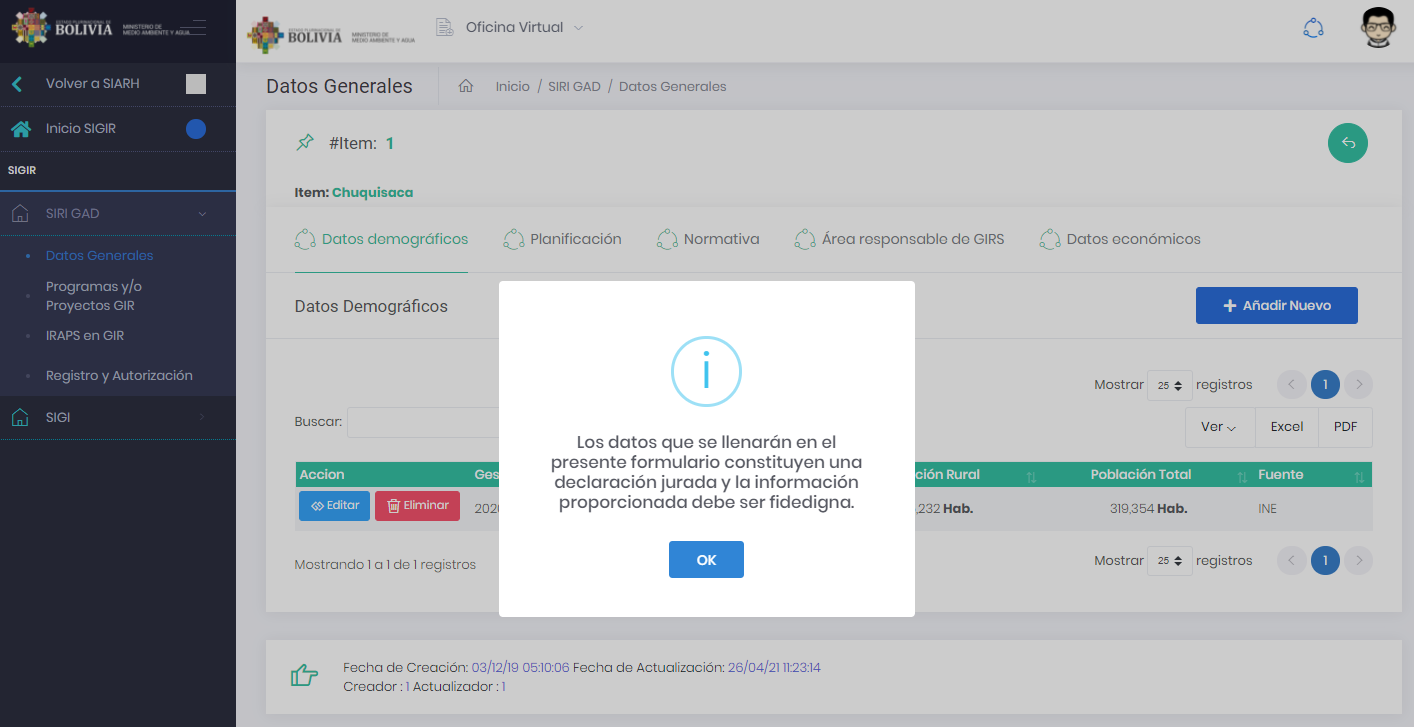 ESTADO PLURINACIONAL DE
BOLIVIA
MINISTERIO DE
MEDIO AMBIENTE Y AGUA
Volver a SIARH
Inicio SIGIR
SIGIR
SIRI GAD
Datos Generales
Programas y/o
Proyectos GIR
IRAPS en GIR
Registro y Autorización
SIGI
ESTADO PLURINACIONAL DE
BOLIVIA
MINISTERIO DE
MEDIO AMBIENTE Y AGUA
Oficina Virtual
Datos Generales
Inicio / SIRI GAD / Datos Generales
#Item: 1
Item: Chuquisaca
Datos demográficos Planificación Normativa Área responsable de GIRS Datos económicos
Datos Demográficos
+ Añadir Nuevo
Mostrar 25 registros < 1 >
Buscar:
Ver Excel PDF
Accion Ges ción Rural Población Total Fuente
Editar Eliminar 202 ,232 Hab. 319,354 Hab. INE
Mostrando 1 a 1 de 1 registros
Mostrar 25 registros < 1 >
i
Los datos que se llenarán en el
presente formulario constituyen una
declaración jurada y la información
proporcionada debe ser fidedigna.
OK
Fecha de Creación: 03/12/19 05:10:06 Fecha de Actualización: 26/04/21 11:23:14
Creador : 1 Actualizador : 1